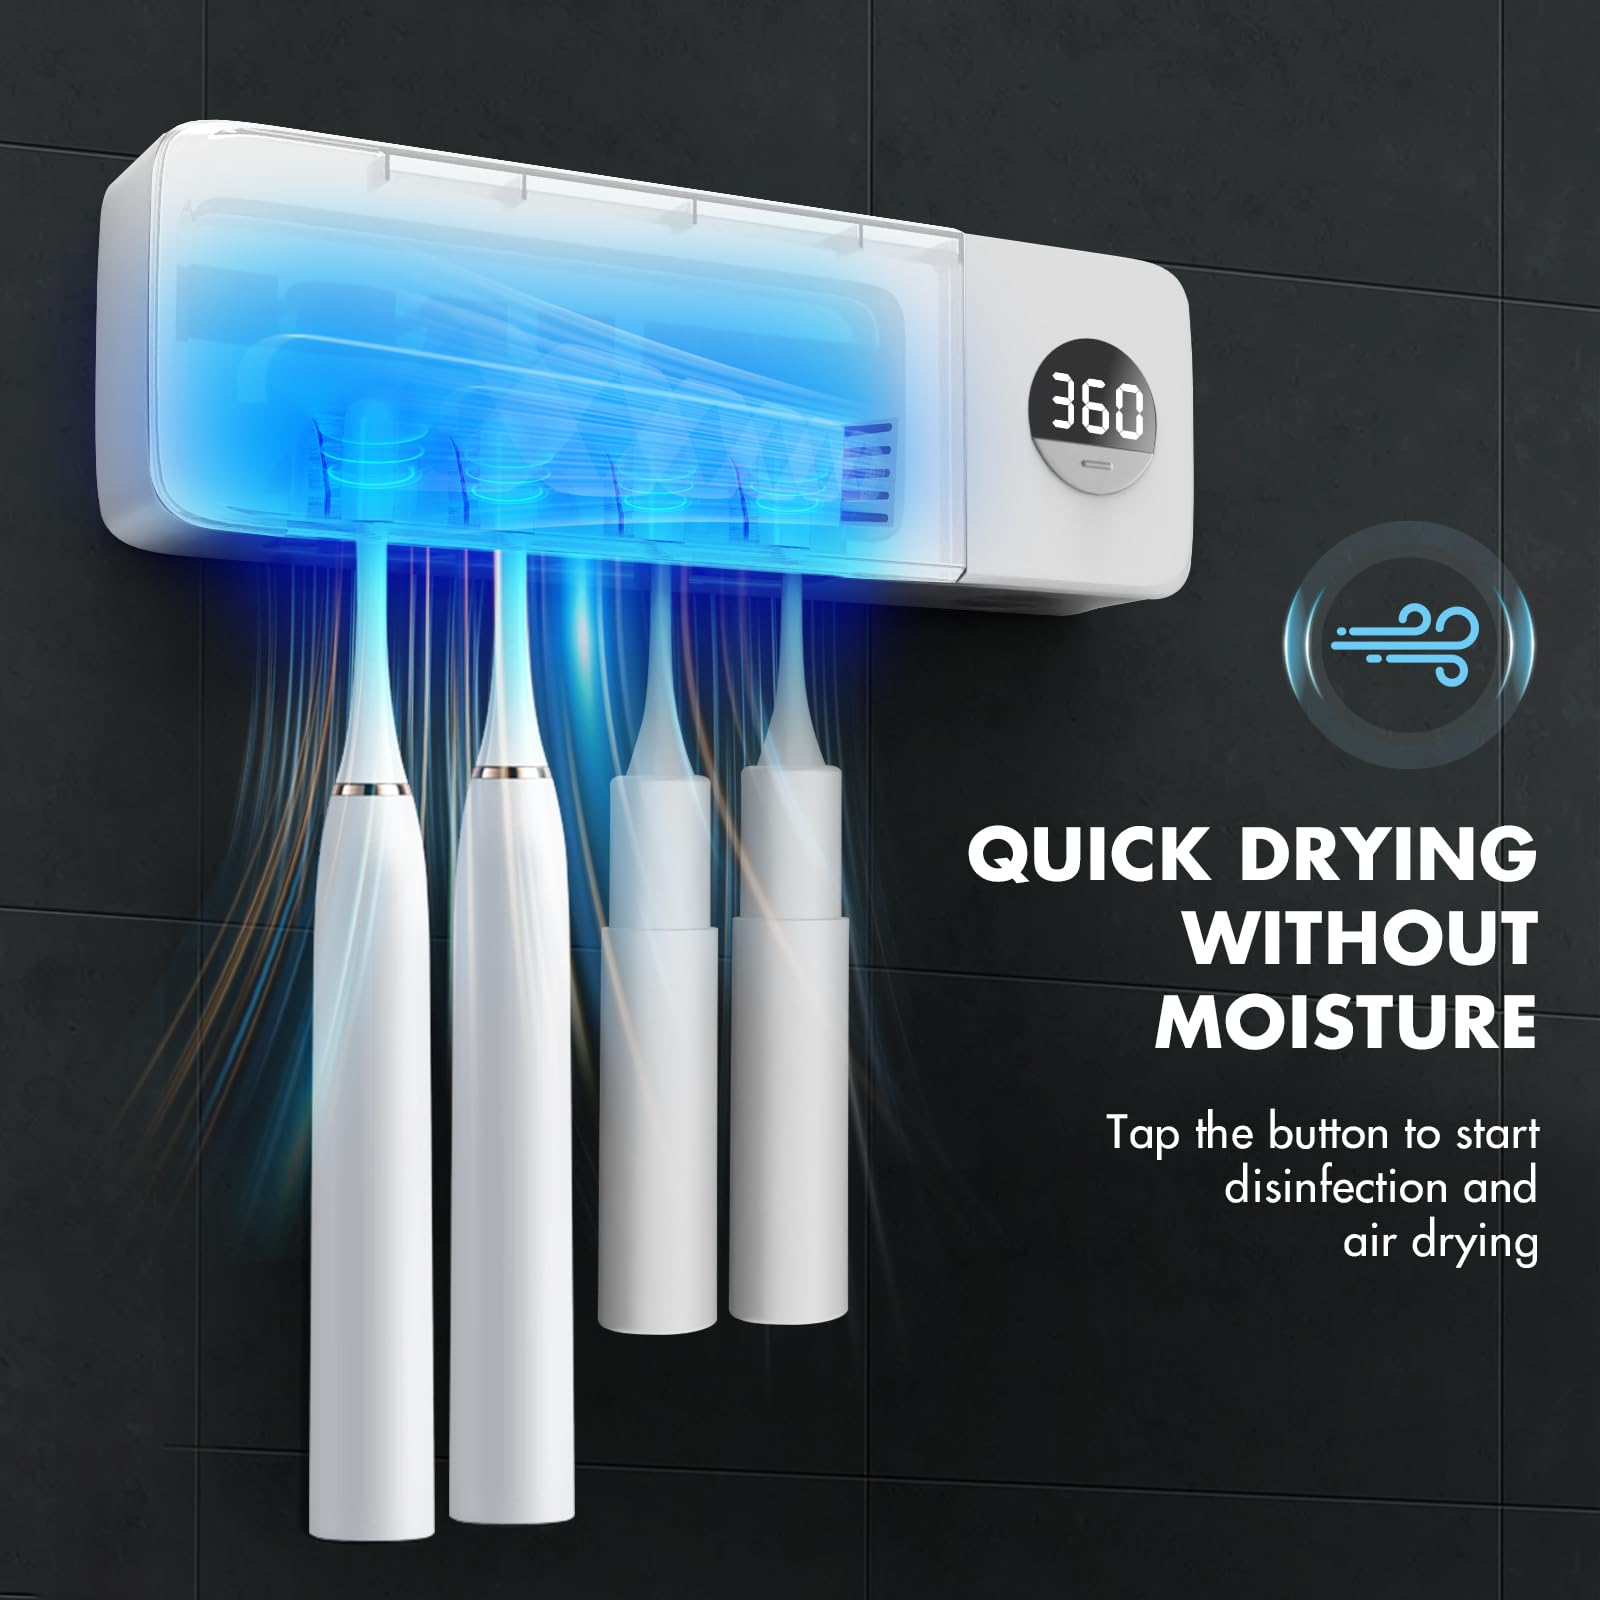 360
QUICK DRYING
WITHOUT
MOISTURE
Tap the button to start
disinfection and
air drying